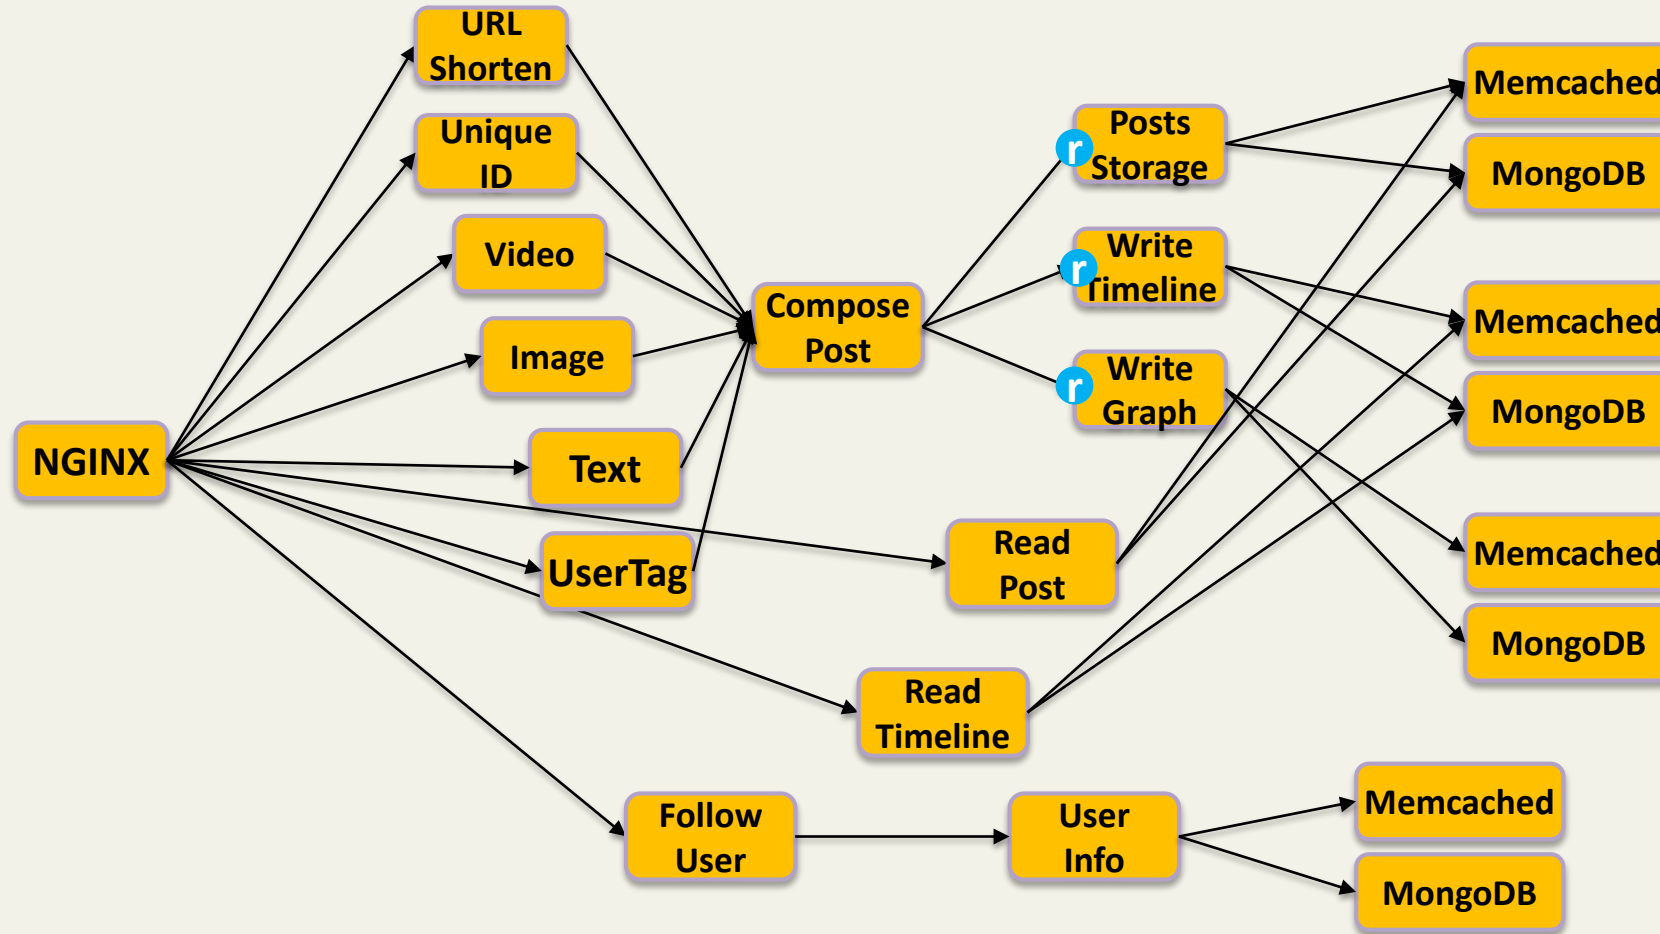 URL
Shorten
Unique
ID
Video
Image
NGINX
Text
UserTag
Compose
Post
r
Posts
Storage
r
Write
Timeline
r
Write
Graph
Read
Post
Read
Timeline
Follow
User
User
Info
Memcached
MongoDB
Memcached
MongoDB
Memcached
MongoDB
Memcached
MongoDB